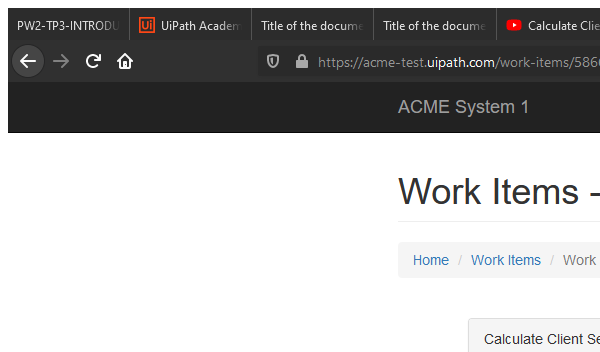 PW2-TP3-INTRODU
UiPath Academ
Title of the docume
Title of the docume
Calculate Clie
https://acme-test.uipath.com/work-items/586
ACME System 1
Work Items -
Home / Work Items / Work
Calculate Client Se